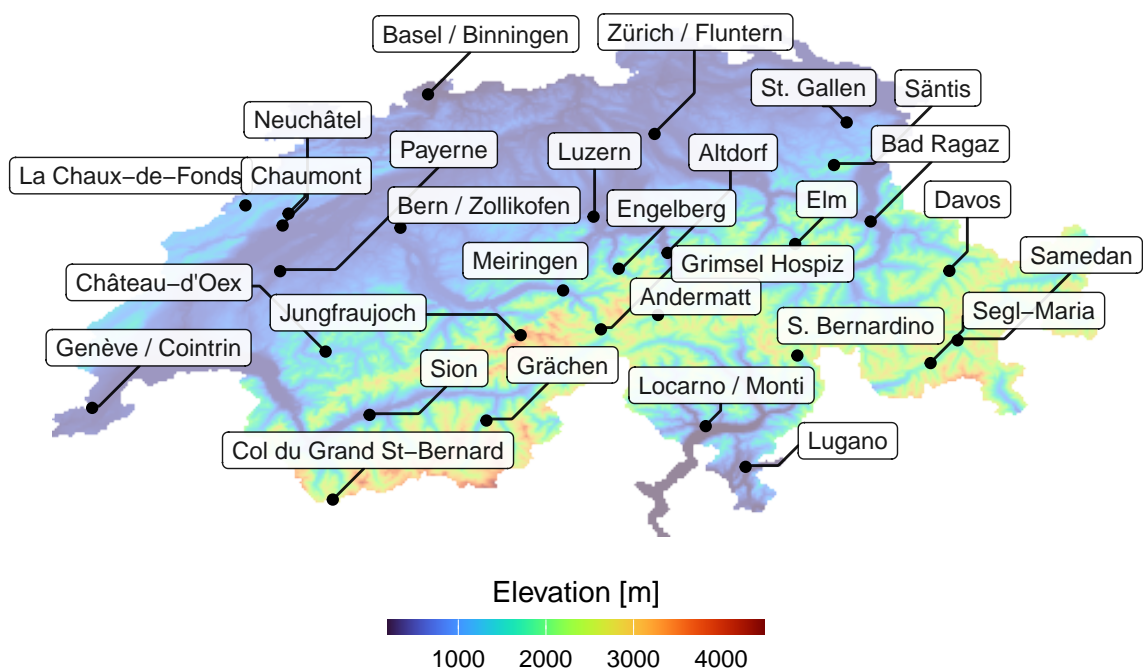 Basel / Binningen
Zürich / Fluntern
St. Gallen
Säntis
Neuchâtel
Payerne
Luzern
Altdorf
Bad Ragaz
La Chaux−de−Fonds
Chaumont
Bern / Zollikofen
Engelberg
Elm
Davos
Meiringen
Grimsel Hospiz
Samedan
Château−d'Oex
Jungfraujoch
Andermatt
Segl−Maria
S. Bernardino
Genève / Cointrin
Sion
Grächen
Locarno / Monti
Col du Grand St−Bernard
Lugano
Elevation [m]
1000 2000 3000 4000